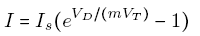 I = I_s(e^{V_D/(mV_T)} − 1)